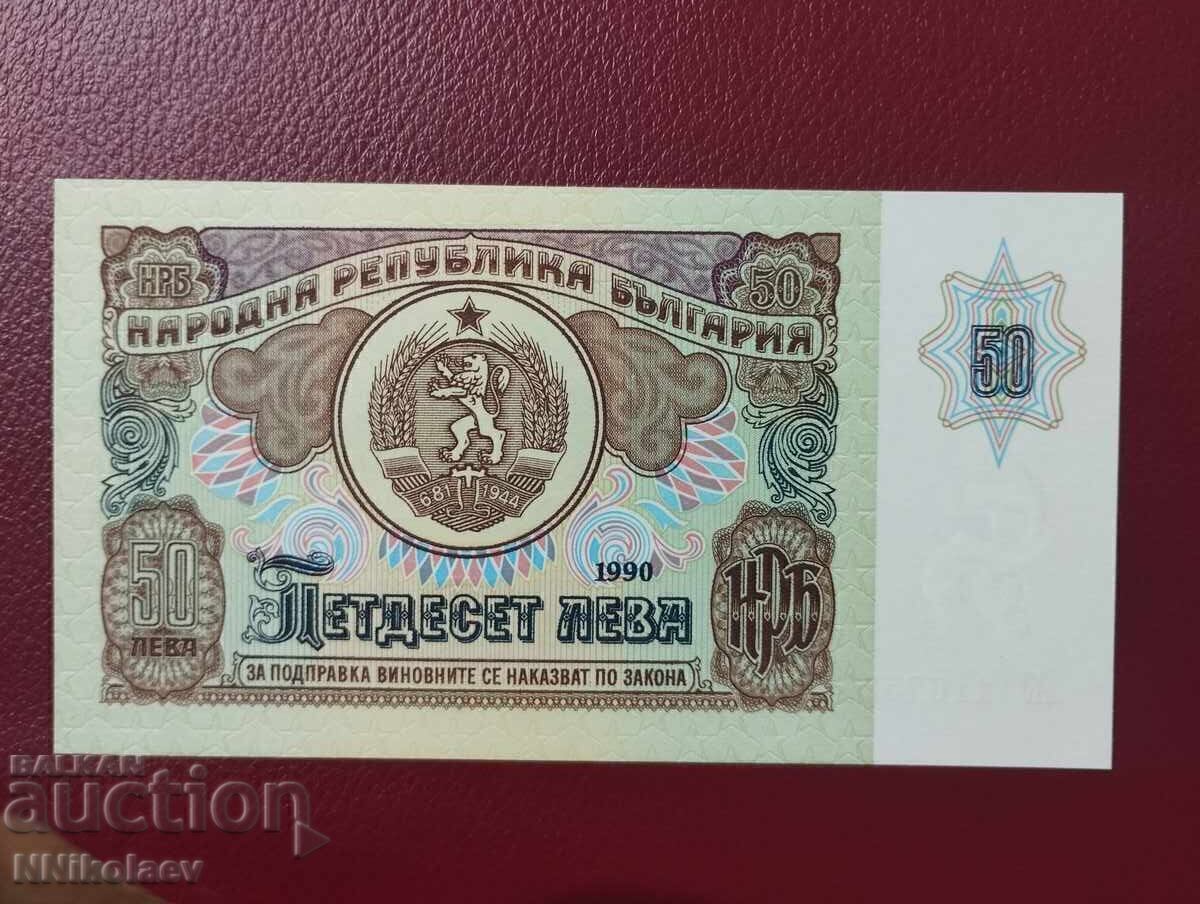 НРБ
НАРОДНА РЕПУБЛИКА БЪЛГАРИЯ
50
50
681 1944
1990
ПЕТДЕСЕТ ЛЕВА
50
ЛЕВА
НРБ
ЗА ПОДПРАВКА ВИНОВНИТЕ СЕ НАКАЗВАТ ПО ЗАКОНА
BALKAN
auction
NNikolaev